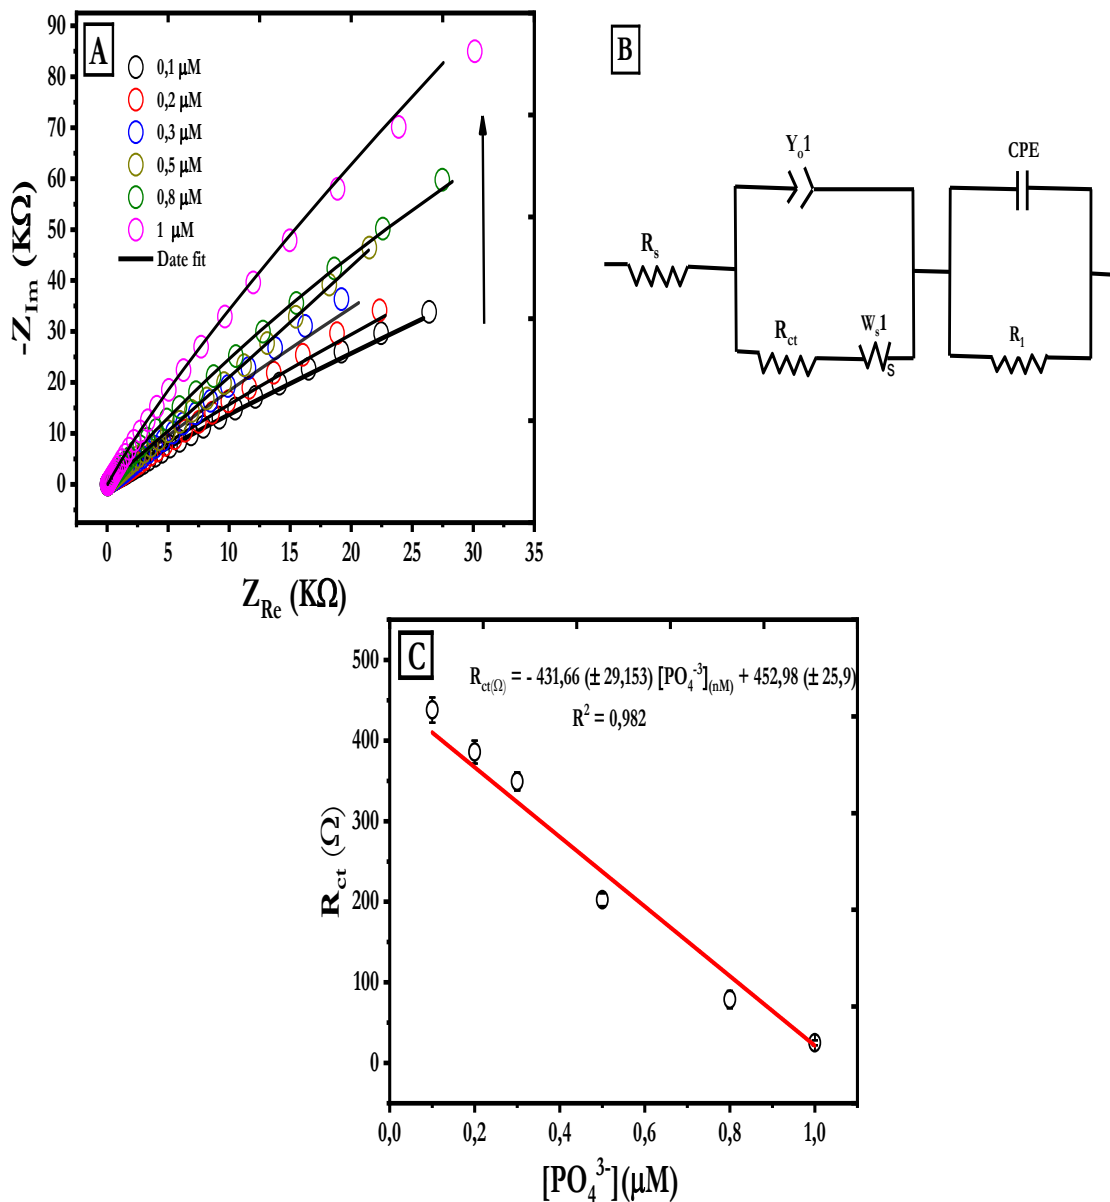 A
90
80
70
60
50
40
30
20
10
0
-Z_Im (KΩ)
0,1 µM
0,2 µM
0,3 µM
0,5 µM
0,8 µM
1 µM
Date fit
0 5 10 15 20 25 30 35
Z_Re (KΩ)
B
R_s
Y_o1
R_ct
W_s1
S
CPE
R_1
C
R_ct(Ω) = - 431,66 (± 29,153) [PO_4^-3]_(nM) + 452,98 (± 25,9)
R^2 = 0,982
500
400
300
200
100
0
R_ct (Ω)
0,0 0,2 0,4 0,6 0,8 1,0
[PO_4^3-](µM)